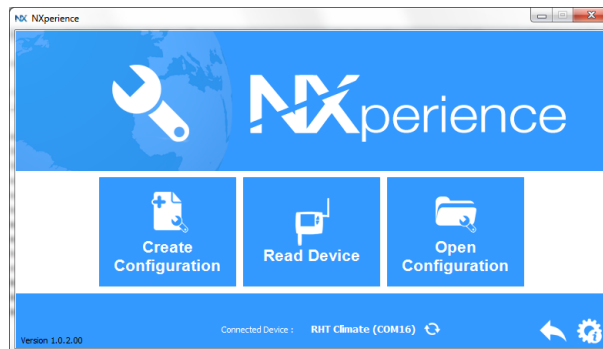 NX NXperience
NXperience
Create
Configuration
Read Device
Open
Configuration
Version 1.0.2.00
Connected Device :
RHT Climate (COM16)